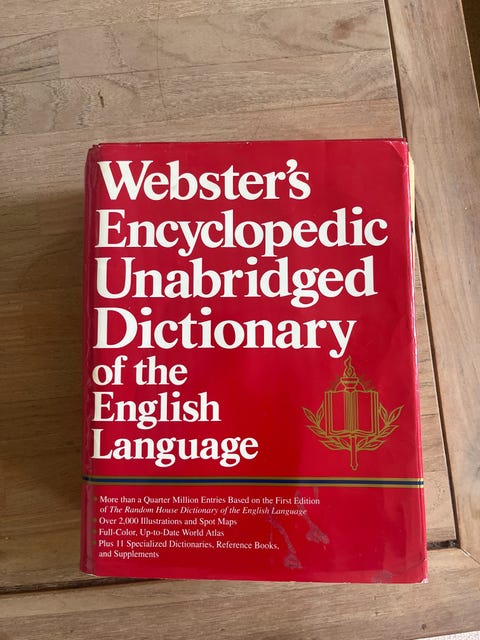 Webster's
Encyclopedic
Unabridged
Dictionary
of the
English
Language
• More than a Quarter Million Entries Based on the First Edition
of The Random House Dictionary of the English Language
• Over 2,000 Illustrations and Spot Maps
• Full-Color, Up-to-Date World Atlas
• Plus 11 Specialized Dictionaries, Reference Books,
and Supplements